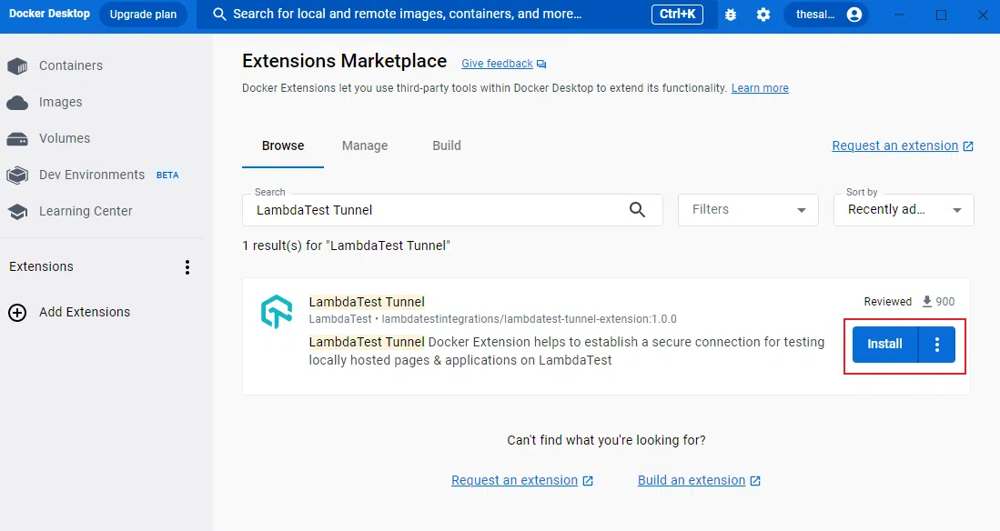 Docker Desktop Upgrade plan Search for local and remote images, containers, and more... Ctrl+K thesal...
Containers
Images
Volumes
Dev Environments BETA
Learning Center
Extensions
Add Extensions
Extensions Marketplace Give feedback
Docker Extensions let you use third-party tools within Docker Desktop to extend its functionality. Learn more
Browse Manage Build Request an extension
Search
LambdaTest Tunnel
Filters
Sort by
Recently ad...
1 result(s) for "LambdaTest Tunnel"
LambdaTest Tunnel
Reviewed 900
LambdaTest • lambdatestintegrations/lambdatest-tunnel-extension:1.0.0
LambdaTest Tunnel Docker Extension helps to establish a secure connection for testing
locally hosted pages & applications on LambdaTest
Install
Can't find what you're looking for?
Request an extension Build an extension